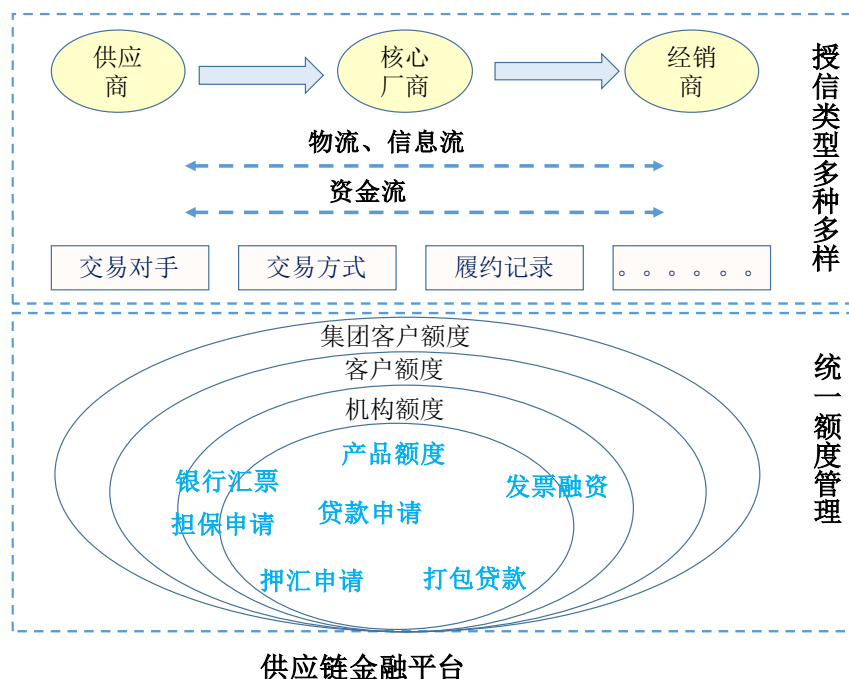 供应
商
核心
厂商
经销
商
授信类型多种多样
物流、信息流
资金流
交易对手
交易方式
履约记录
。。。。。。
集团客户额度
客户额度
机构额度
产品额度
银行汇票
发票融资
担保申请
贷款申请
押汇申请
打包贷款
统一额度管理
供应链金融平台